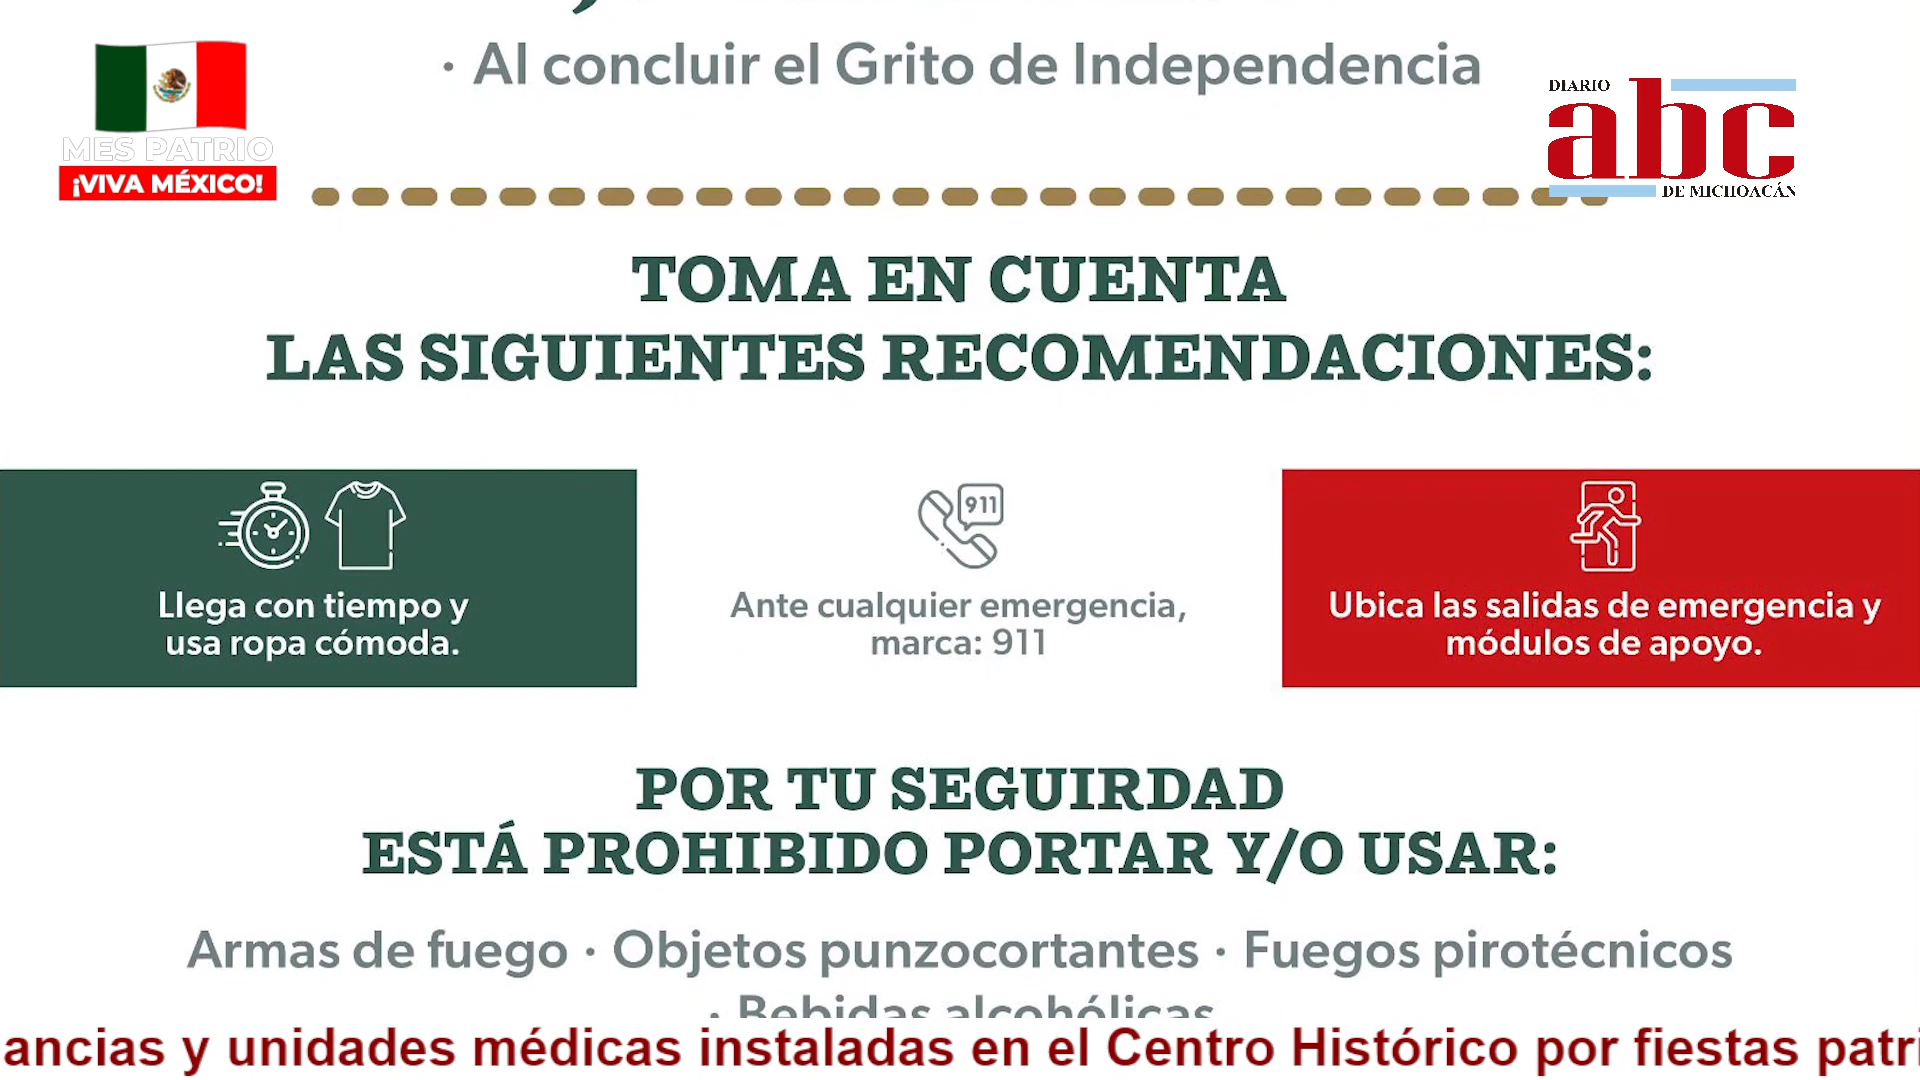 · Al concluir el Grito de Independencia
MES PATRIO
¡VIVA MÉXICO!
DIARIO
abc
DE MICHOACÁN
TOMA EN CUENTA
LAS SIGUIENTES RECOMENDACIONES:
Llega con tiempo y
usa ropa cómoda.
911
Ante cualquier emergencia,
marca: 911
Ubica las salidas de emergencia y
módulos de apoyo.
POR TU SEGUIRDAD
ESTÁ PROHIBIDO PORTAR Y/O USAR:
Armas de fuego · Objetos punzocortantes · Fuegos pirotécnicos
· Bebidas alcohólicas
ancias y unidades médicas instaladas en el Centro Histórico por fiestas patri